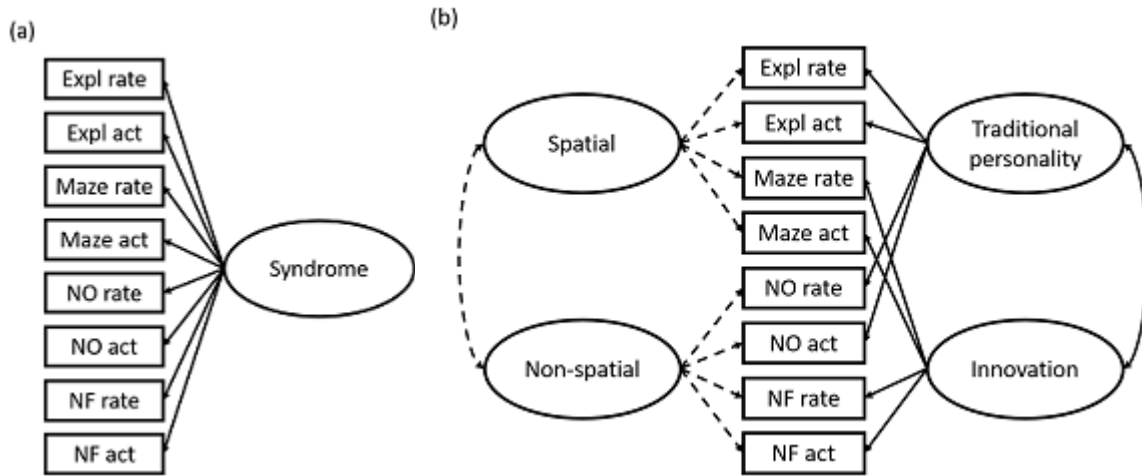 (a)
Expl rate
Expl act
Maze rate
Maze act
NO rate
NO act
NF rate
NF act
Syndrome
(b)
Spatial
Non-spatial
Expl rate
Expl act
Maze rate
Maze act
NO rate
NO act
NF rate
NF act
Traditional
personality
Innovation